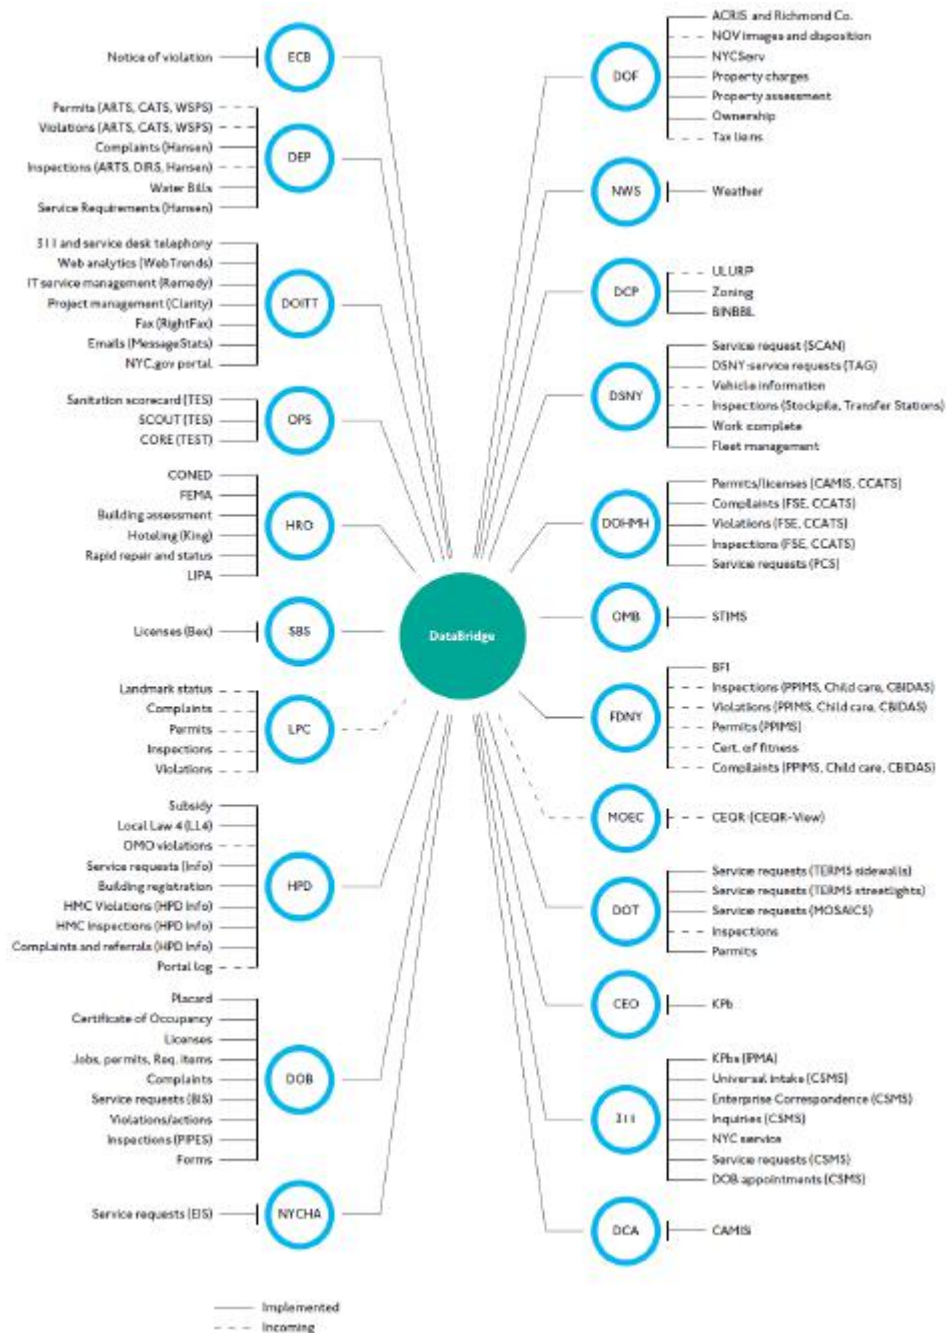 Notice of violation
ECB
Permits (ARTS, CATS, WSPS)
Violations (ARTS, CATS, WSPS)
Complaints (Hansen)
Inspections (ARTS, DIRS, Hansen)
Water Bills
Service Requirements (Hansen)
DEP
311 and service desk telephony
Web analytics (WebTrends)
IT service management (Remedy)
Project management (Clarity)
Fax (RightFax)
Emails (MessageStats)
NYC.gov portal
DOITT
Sanitation scorecard (TES)
SCOUT (TES)
CORE (TEST)
OPS
CONED
FEMA
Building assessment
Hoteling (King)
Rapid repair and status
LIPA
HRO
Licenses (Bex)
SBS
Landmark status
Complaints
Permits
Inspections
Violations
LPC
Subsidy
Local Law 4 (LL4)
OMO violations
Service requests (Info)
Building registration
HMC Violations (HPD Info)
HMC Inspections (HPD Info)
Complaints and referrals (HPD Info)
Portal log
HPD
Placard
Certificate of Occupancy
Licenses
Jobs, permits, Req. Items
Complaints
Service requests (BIS)
Violations/actions
Inspections (PIPES)
Forms
DOB
Service requests (EIS)
NYCHA
DataBridge
DOF
ACRIS and Richmond Co.
NOV images and disposition
NYCServ
Property charges
Property assessment
Ownership
Tax liens
NWS
Weather
DCP
ULURP
Zoning
BINBBL
DSNY
Service request (SCAN)
DSNY-service requests (TAG)
Vehicle information
Inspections (Stockpile, Transfer Stations)
Work complete
Fleet management
DOHMH
Permits/licenses (CAMIS, CCATS)
Complaints (FSE, CCATS)
Violations (FSE, CCATS)
Inspections (FSE, CCATS)
Service requests (PCS)
OMB
STIMS
FDNY
BFI
Inspections (PPIMS, Child care, CBIDAS)
Violations (PPIMS, Child care, CBIDAS)
Permits (PPIMS)
Cert. of fitness
Complaints (PPIMS, Child care, CBIDAS)
MOEC
CEQR (CEQR-View)
DOT
Service requests (TERMS sidewalls)
Service requests (TERMS streetlights)
Service requests (MOSAICS)
Inspections
Permits
CEO
KPb
311
KPbs (IPMA)
Universal intake (CSMS)
Enterprise Correspondence (CSMS)
Inquiries (CSMS)
NYC service
Service requests (CSMS)
DOB appointments (CSMS)
DCA
CAMISi
Implemented
Incoming